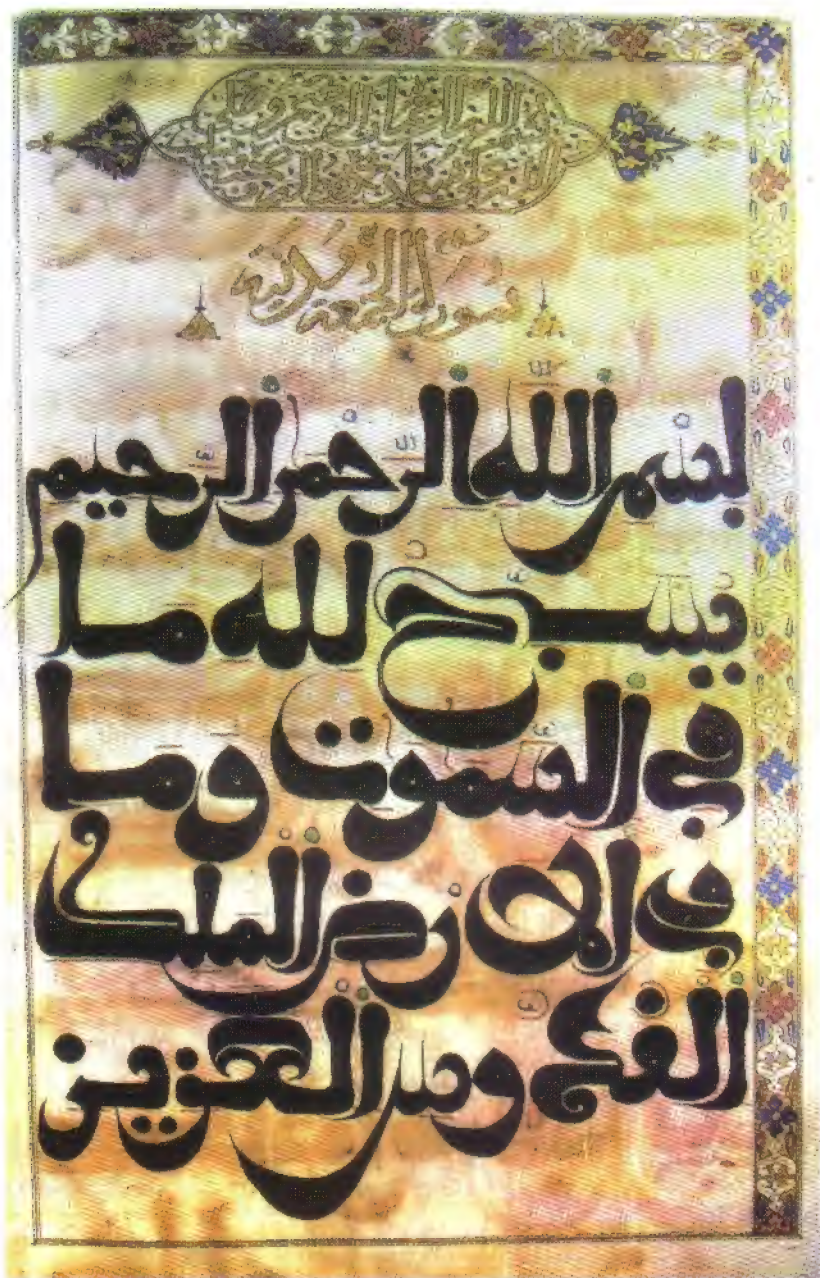 سورة الجمعة مدنية
بسم الله الرحمن الرحيم
يسبح لله ما
في السموت وما
في الارض الملك
القدوس العزيز